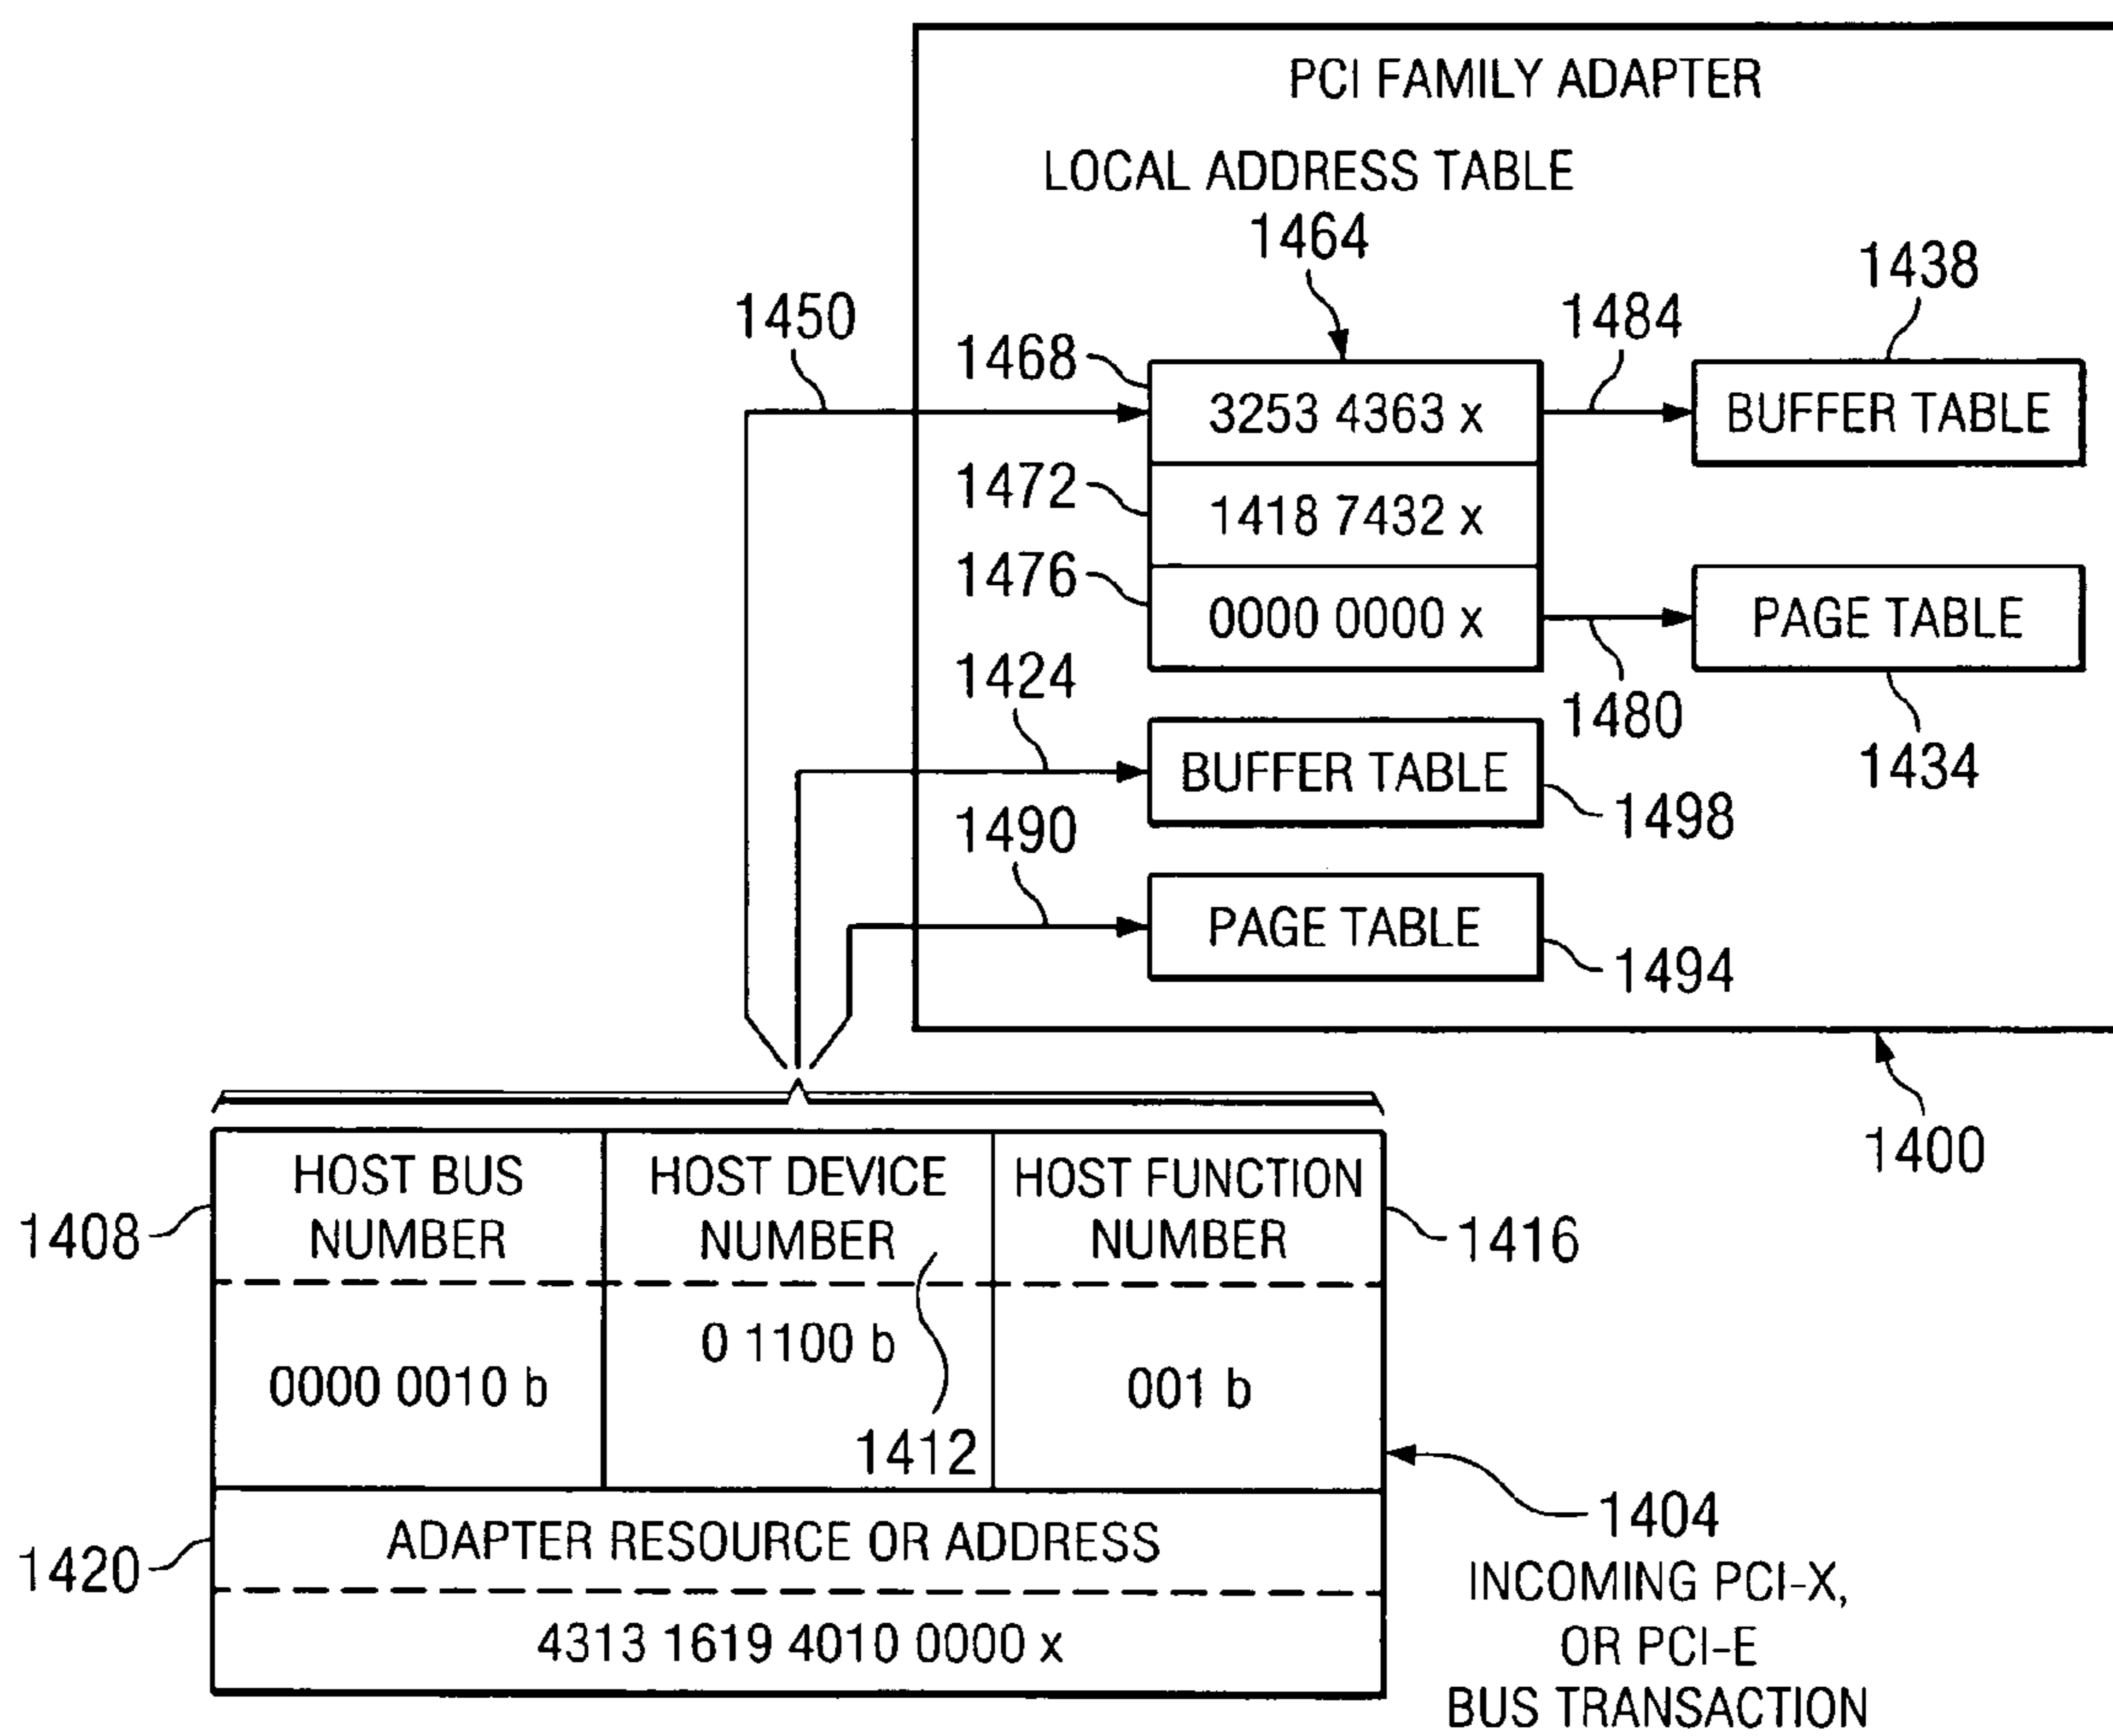 PCI FAMILY ADAPTER
LOCAL ADDRESS TABLE
1464
1438
1450
1484
1468
3253 4363 x
BUFFER TABLE
1472
1418 7432 x
1476
0000 0000 x
PAGE TABLE
1424
1480
1434
BUFFER TABLE
1498
1490
PAGE TABLE
1494
1400
HOST BUS
NUMBER
HOST DEVICE
NUMBER
HOST FUNCTION
NUMBER
1408
1416
0 1100 b
0000 0010 b
001 b
1412
1404
ADAPTER RESOURCE OR ADDRESS
1420
4313 1619 4010 0000 x
INCOMING PCI-X,
OR PCI-E
BUS TRANSACTION